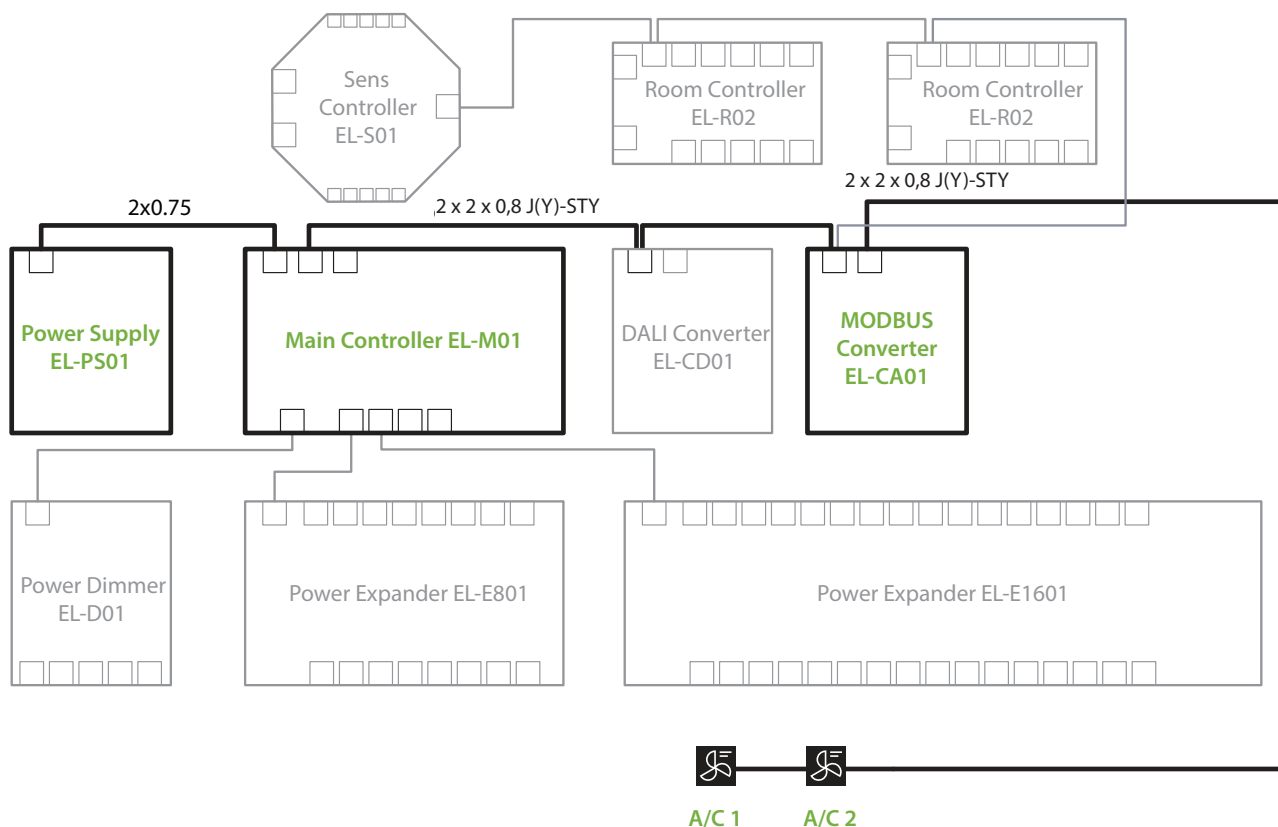 Sens
Controller
EL-S01
Room Controller
EL-R02
Room Controller
EL-R02
2x0.75
,2 x 2 x 0,8 J(Y)-STY
2 x 2 x 0,8 J(Y)-STY
Power Supply
EL-PS01
Main Controller EL-M01
DALI Converter
EL-CD01
MODBUS
Converter
EL-CA01
Power Dimmer
EL-D01
Power Expander EL-E801
Power Expander EL-E1601
A/C 1
A/C 2